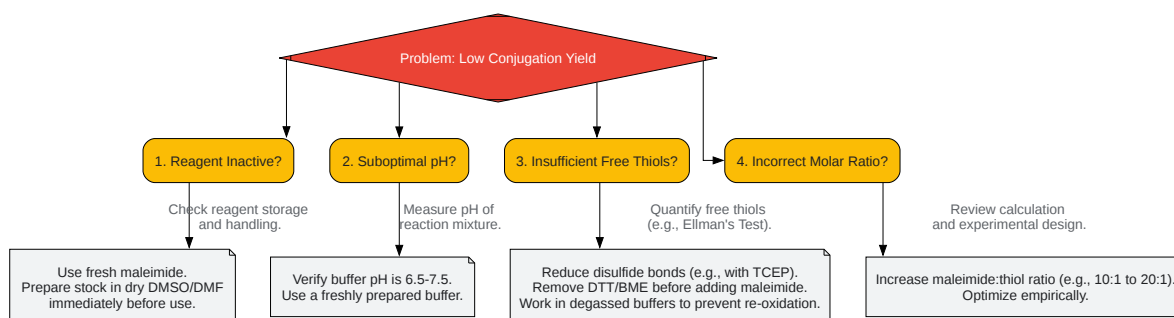 Problem: Low Conjugation Yield
1. Reagent Inactive?
2. Suboptimal pH?
3. Insufficient Free Thiols?
4. Incorrect Molar Ratio?
Check reagent storage
and handling.
Measure pH of
reaction mixture.
Quantify free thiols
(e.g., Ellman's Test).
Review calculation
and experimental design.
Use fresh maleimide.
Prepare stock in dry DMSO/DMF
immediately before use.
Verify buffer pH is 6.5-7.5.
Use a freshly prepared buffer.
Reduce disulfide bonds (e.g., with TCEP).
Remove DTT/BME before adding maleimide.
Work in degassed buffers to prevent re-oxidation.
Increase maleimide:thiol ratio (e.g., 10:1 to 20:1).
Optimize empirically.